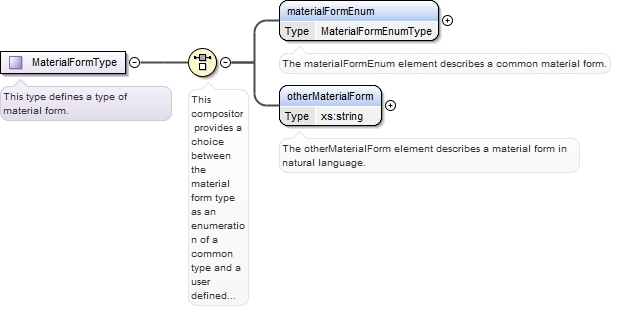 MaterialFormType
This type defines a type of
material form.
This
compositor
provides a
choice
between
the
material
form type
as an
enumeratio
n of a
common
type and a
user
defined...
materialFormEnum
Type MaterialFormEnumType
The materialFormEnum element describes a common material form.
otherMaterialForm
Type xs:string
The otherMaterialForm element describes a material form in
natural language.